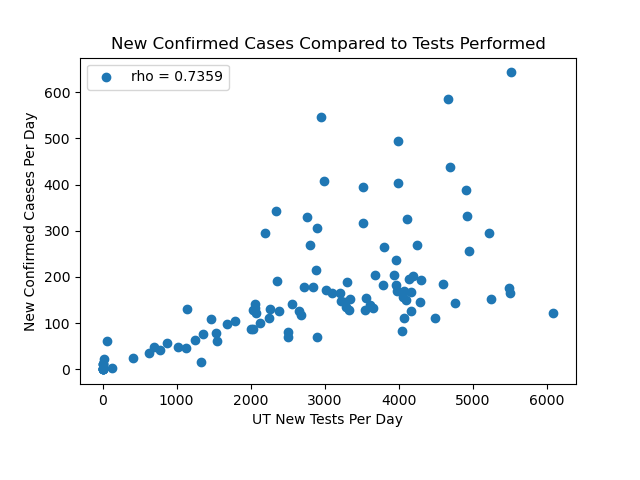 New Confirmed Cases Compared to Tests Performed
rho = 0.7359
New Confirmed Caeses Per Day
600
500
400
300
200
100
0
0 1000 2000 3000 4000 5000 6000
UT New Tests Per Day